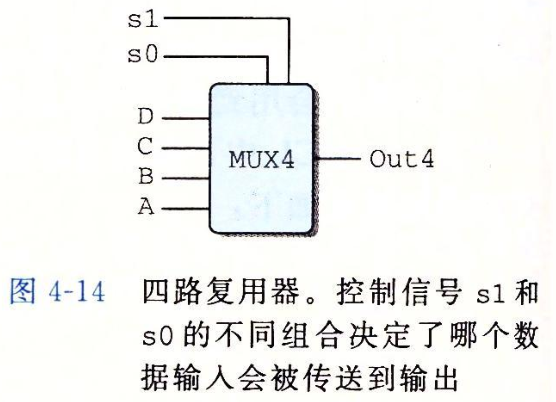 s1
s0
D
C
B
A
MUX4
Out4
图 4-14 四路复用器。控制信号 s1 和
s0 的不同组合决定了哪个数
据输入会被传送到输出